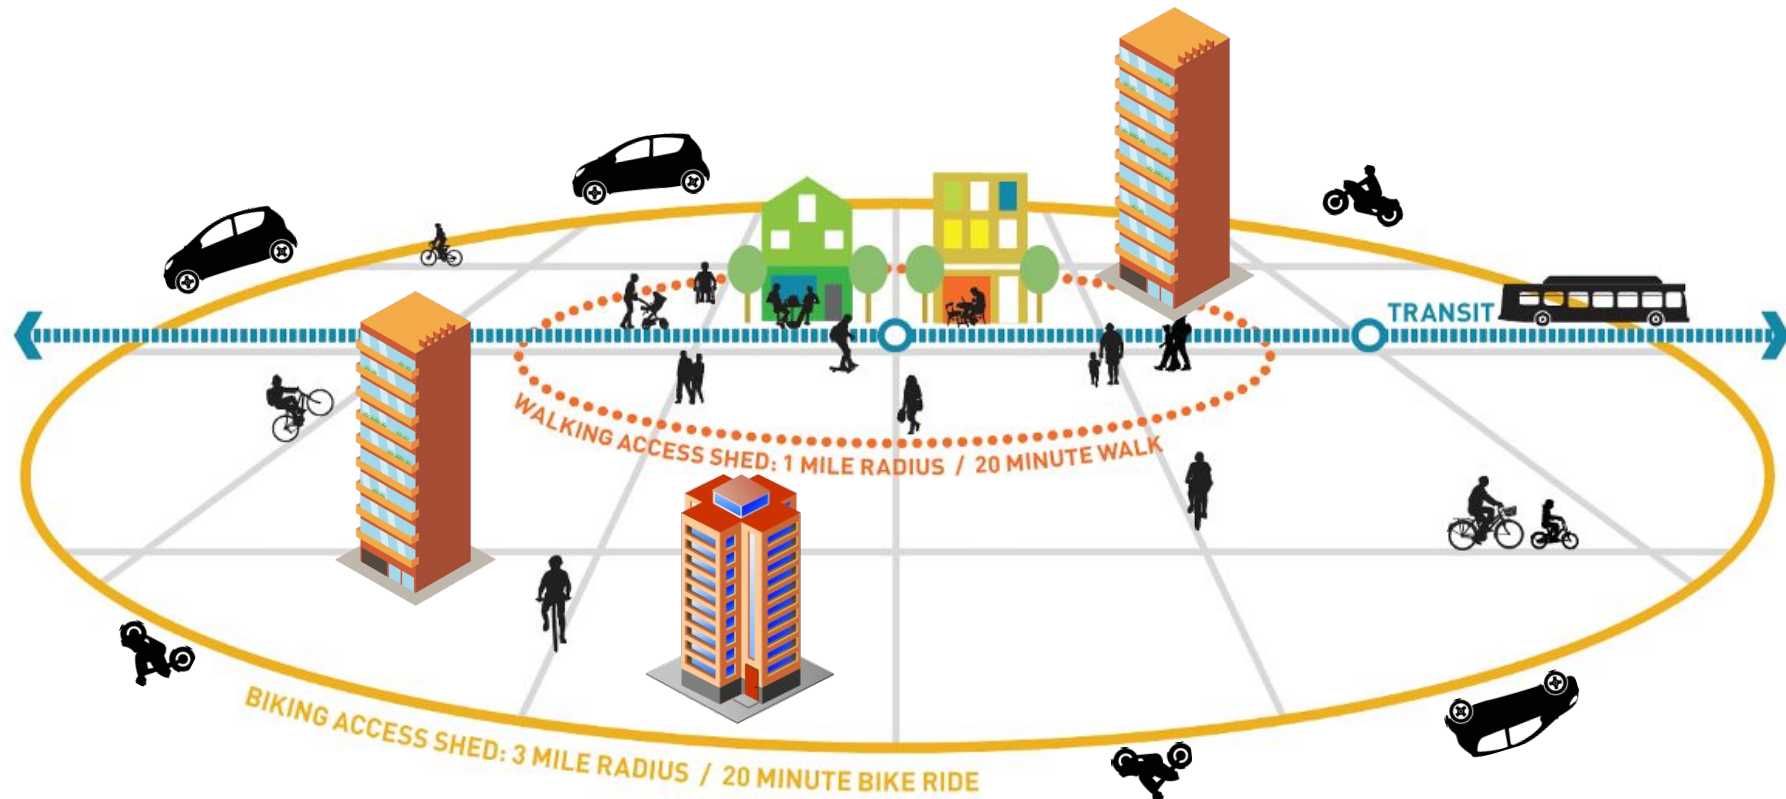 TRANSIT
WALKING ACCESS SHED: 1 MILE RADIUS / 20 MINUTE WALK
BIKING ACCESS SHED: 3 MILE RADIUS / 20 MINUTE BIKE RIDE